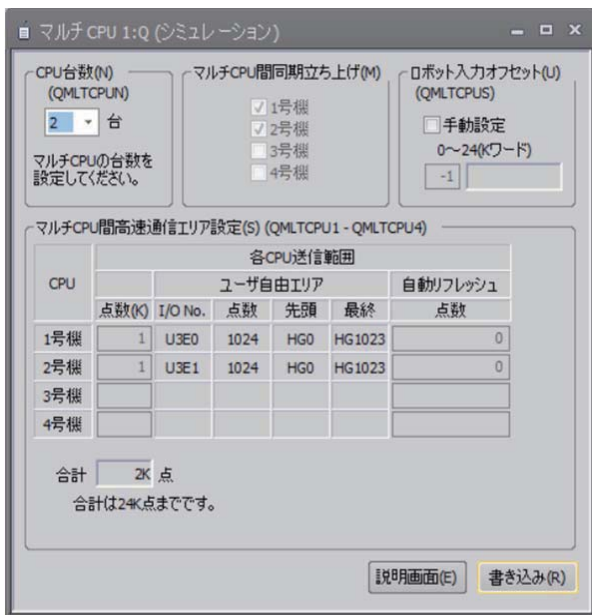 マルチCPU 1:Q (シミュレーション)
CPU台数(N)
(QMLTCPUN)
2 台
マルチCPUの台数を
設定してください。
マルチCPU間同期立ち上げ(M)
1号機
2号機
3号機
4号機
ロボット入力オフセット(U)
(QMLTCPUS)
手動設定
0～24(Kワード)
-1
マルチCPU間高速通信エリア設定(S) (QMLTCPU1 - QMLTCPU4)
各CPU送信範囲
CPU ユーザ自由エリア 自動リフレッシュ
点数(K) I/O No. 点数 先頭 最終 点数
1号機 1 U3E0 1024 HG0 HG1023 0
2号機 1 U3E1 1024 HG0 HG1023 0
3号機
4号機
合計 2K 点
合計は24K点までです。
説明画面(E) 書き込み(R)